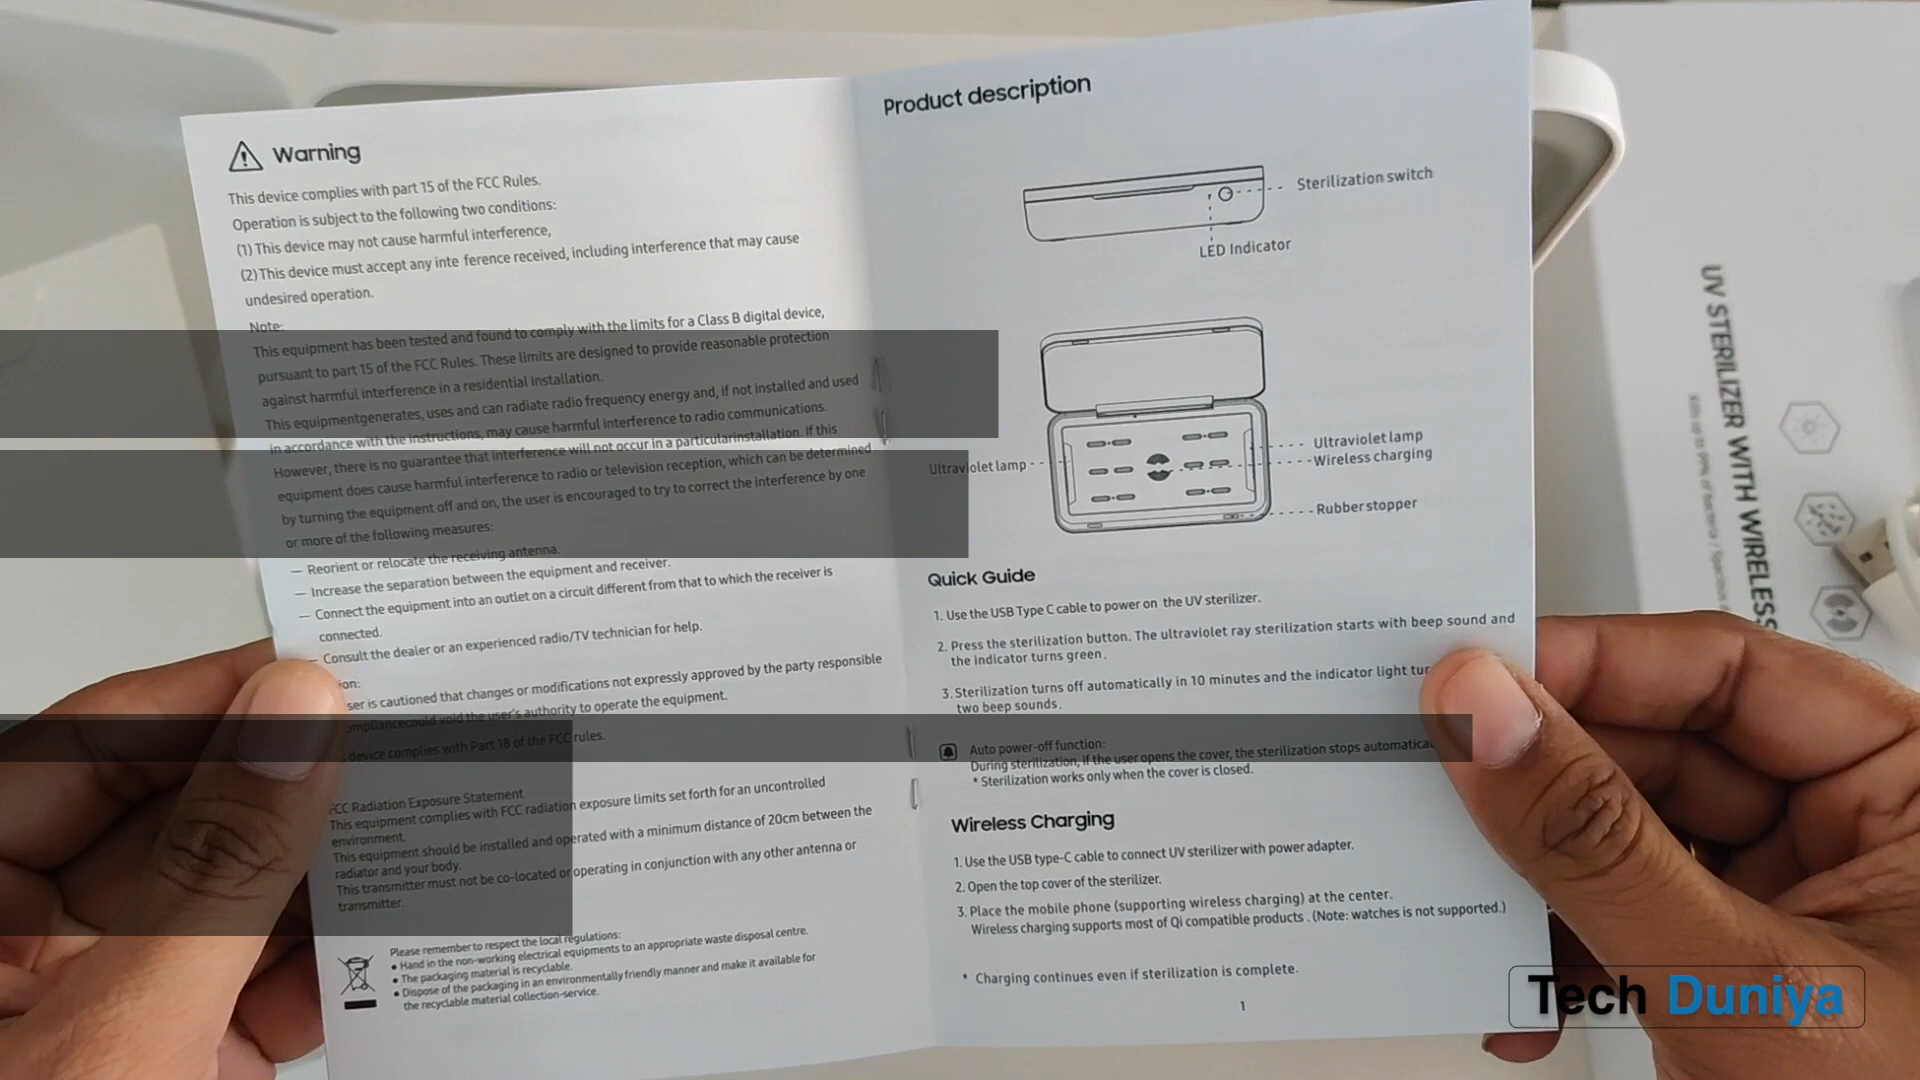 Warning
This device complies with part 15 of the FCC Rules.
Operation is subject to the following two conditions:
(1) This device may not cause harmful interference,
(2) This device must accept any inte ference received, including interference that may cause
undesired operation.
Note:
This equipment has been tested and found to comply with the limits for a Class B digital device,
pursuant to part 15 of the FCC Rules. These limits are designed to provide reasonable protection
against harmful interference in a residential installation.
This equipmentgenerates, uses and can radiate radio frequency energy and, if not installed and used
in accordance with the instructions, may cause harmful interference to radio communications.
However, there is no guarantee that interference will not occur in a particularinstallation. If this
equipment does cause harmful interference to radio or television reception, which can be determined
by turning the equipment off and on, the user is encouraged to try to correct the interference by one
or more of the following measures:
— Reorient or relocate the receiving antenna.
— Increase the separation between the equipment and receiver.
— Connect the equipment into an outlet on a circuit different from that to which the receiver is
connected.
— Consult the dealer or an experienced radio/TV technician for help.
is cautioned that changes or modifications not expressly approved by the party responsible
could void the user's authority to operate the equipment.
device complies with Part 18 of the FCC rules.
FCC Radiation Exposure Statement
This equipment complies with FCC radiation exposure limits set forth for an uncontrolled
environment.
This equipment should be installed and operated with a minimum distance of 20cm between the
radiator and your body.
This transmitter must not be co-located or operating in conjunction with any other antenna or
transmitter.
Please remember to respect the local regulations:
• Hand in the non-working electrical equipments to an appropriate waste disposal centre.
• The packaging material is recyclable.
• Dispose of the packaging in an environmentally friendly manner and make it available for
the recyclable material collection-service.
Product description
Sterilization switch
LED Indicator
Ultraviolet lamp
Ultraviolet lamp
Wireless charging
Rubber stopper
Quick Guide
1. Use the USB Type C cable to power on the UV sterilizer.
2. Press the sterilization button. The ultraviolet ray sterilization starts with beep sound and
the indicator turns green.
3. Sterilization turns off automatically in 10 minutes and the indicator light
two beep sounds.
Auto power-off function:
During sterilization, if the user opens the cover, the sterilization stops
* Sterilization works only when the cover is closed.
Wireless Charging
1. Use the USB type-C cable to connect UV sterilizer with power adapter.
2. Open the top cover of the sterilizer.
3. Place the mobile phone (supporting wireless charging) at the center.
Wireless charging supports most of Qi compatible products . (Note: watches is not supported.)
* Charging continues even if sterilization is complete.
1
UV STERILIZER WITH WIRELESS
Tech Duniya